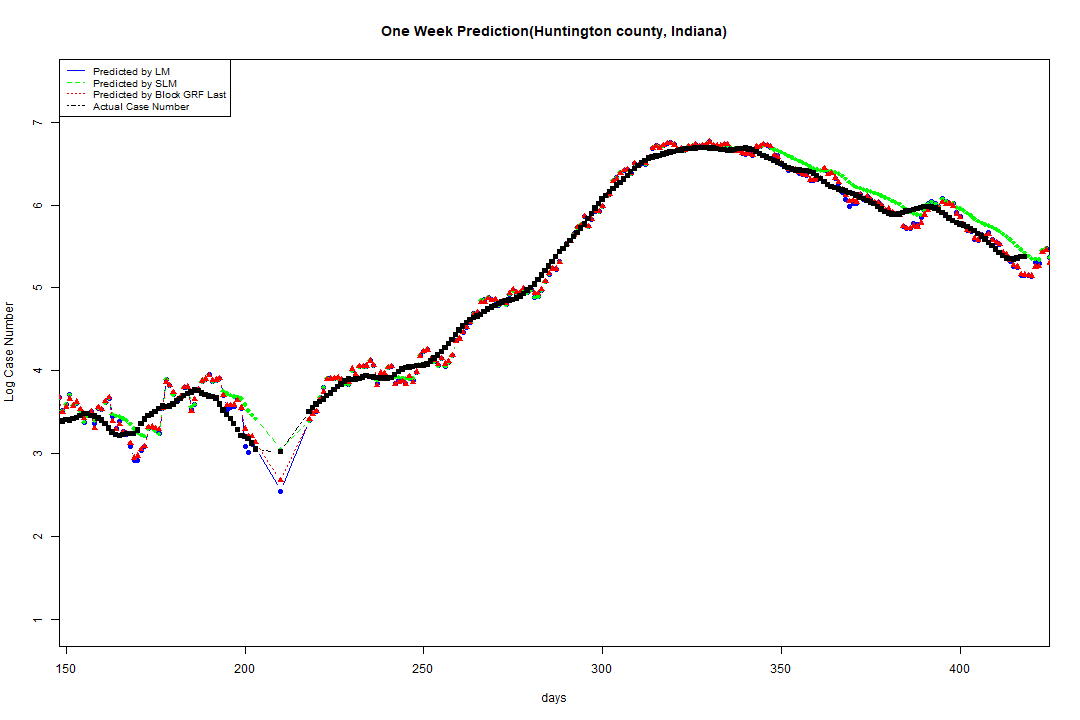 One Week Prediction(Huntington county, Indiana)
Predicted by LM
Predicted by SLM
Predicted by Block GRF Last
Actual Case Number
7
6
5
4
3
2
1
Log Case Number
150 200 250 300 350 400
days